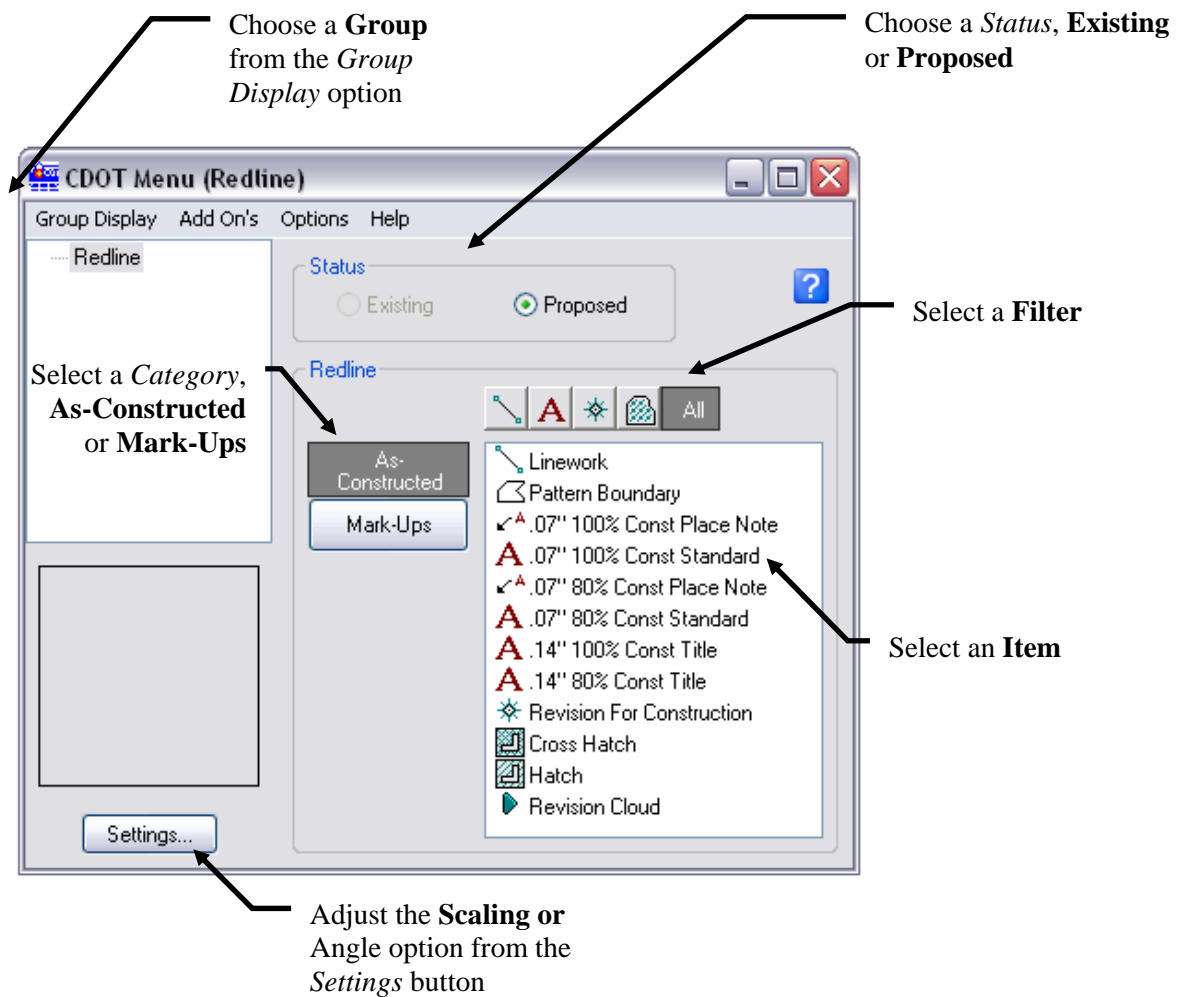 Choose a Group
from the Group
Display option
Choose a Status, Existing
or Proposed
CDOT Menu (Redline)
Group Display Add On's Options Help
Redline
Status
Existing Proposed
?
Select a Filter
Select a Category,
As-Constructed
or Mark-Ups
Redline
A All
As-
Constructed
Mark-Ups
Linework
Pattern Boundary
A .07" 100% Const Place Note
A .07" 100% Const Standard
A .07" 80% Const Place Note
A .07" 80% Const Standard
A .14" 100% Const Title
A .14" 80% Const Title
Revision For Construction
Cross Hatch
Hatch
Revision Cloud
Select an Item
Settings...
Adjust the Scaling or
Angle option from the
Settings button